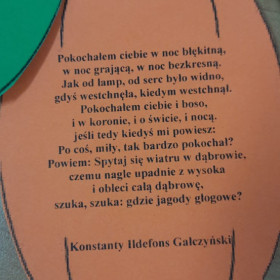 Pokochałem ciebie w noc błękitną,
w noc grającą, w noc bezkresną.
Jak od lamp, od serc było widno,
gdyś westchnęła, kiedym westchnął.
Pokochałem ciebie i boso,
i w koronie, i o świcie, i nocą.
jeśli tedy kiedyś mi powiesz:
Po coś, miły, tak bardzo pokochał?
Powiem: Spytaj się wiatru w dąbrowie,
czemu nagle upadnie z wysoka
i obleci całą dąbrowę,
szuka, szuka: gdzie jagody głogowe?
Konstanty Ildefons Gałczyński